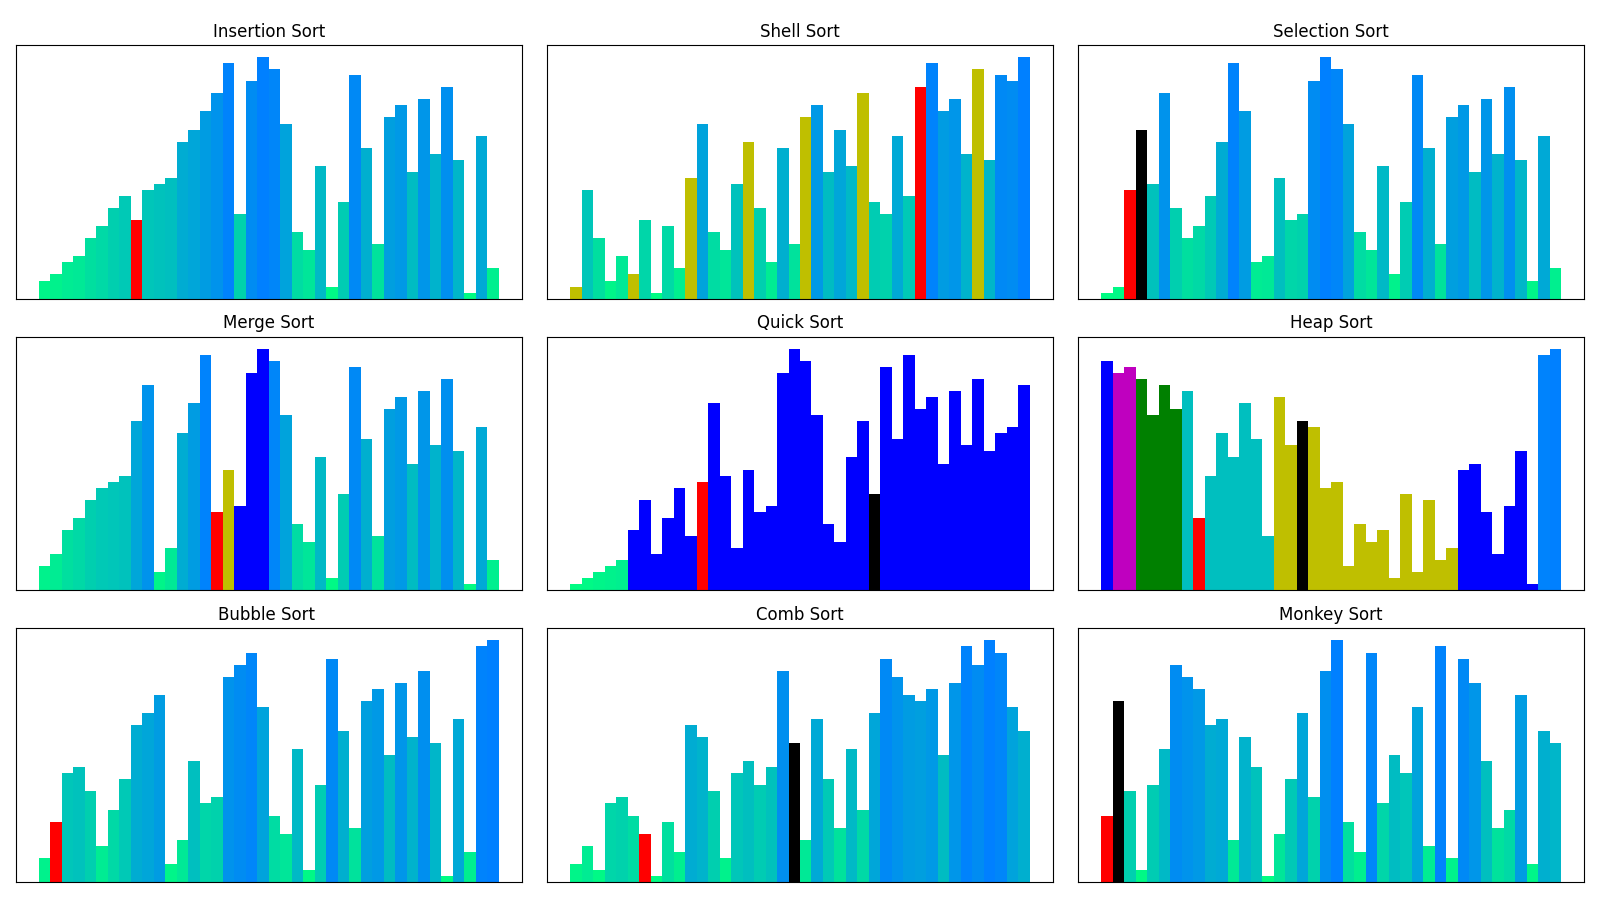 Insertion Sort
Shell Sort
Selection Sort
Merge Sort
Quick Sort
Heap Sort
Bubble Sort
Comb Sort
Monkey Sort